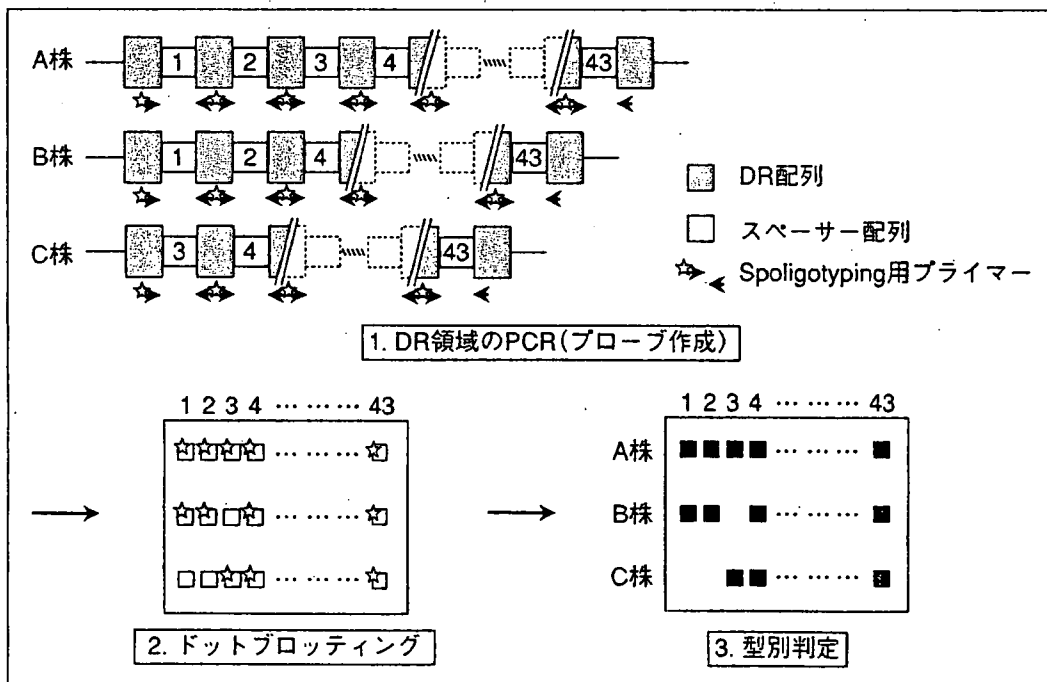 A株 1 2 3 4 43
B株 1 2 4 43
C株 3 4 43
DR配列
スペーサー配列
Spoligotyping用プライマー
1. DR領域のPCR(プローブ作成)
1 2 3 4 ‥‥‥‥ 43
2. ドットブロッティング
1 2 3 4 ‥‥‥‥ 43
A株 ‥‥‥‥
B株 ‥‥‥‥
C株 ‥‥‥‥
3. 型別判定